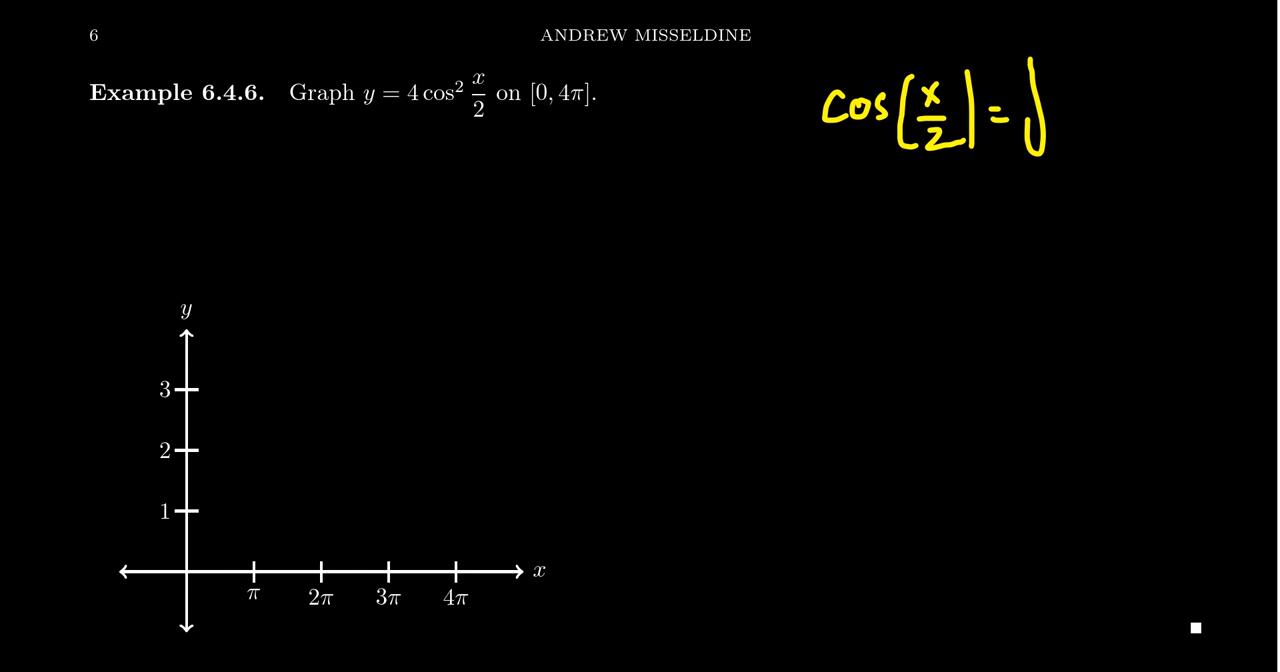 6 ANDREW MISSELDINE
Example 6.4.6. Graph y = 4 cos² x/2 on [0, 4π].
cos(x/2) =
y
3
2
1
x
π 2π 3π 4π